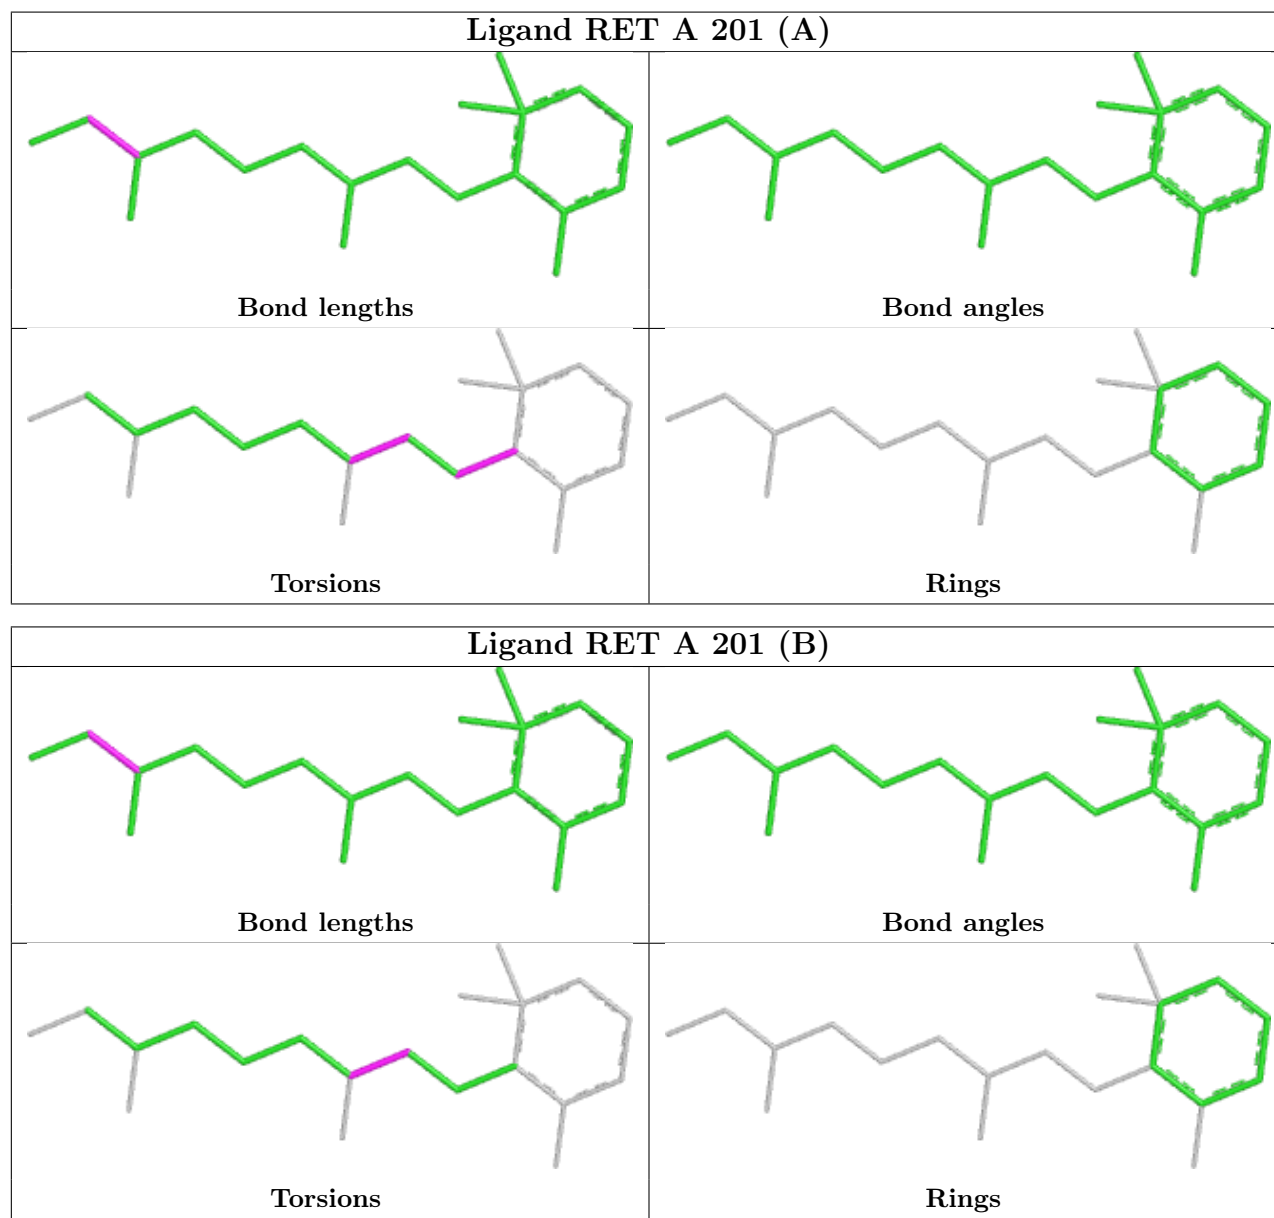 Ligand RET A 201 (A)
Bond lengths
Bond angles
Torsions
Rings
Ligand RET A 201 (B)
Bond lengths
Bond angles
Torsions
Rings